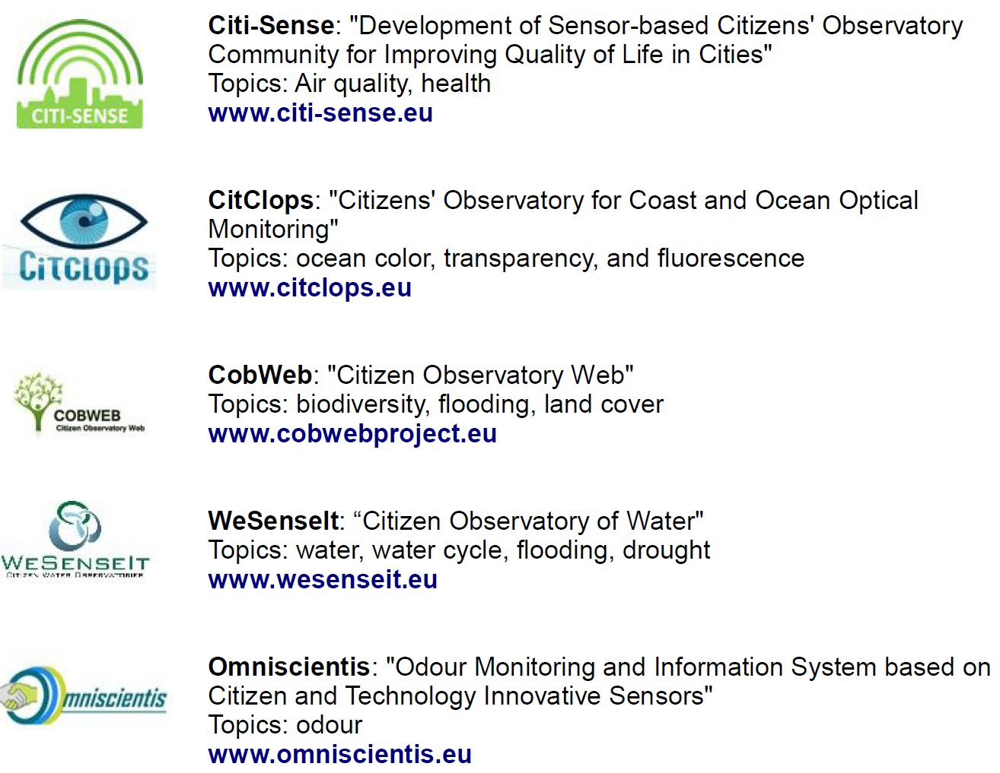 CITI-SENSE
Citi-Sense: "Development of Sensor-based Citizens' Observatory
Community for Improving Quality of Life in Cities"
Topics: Air quality, health
www.citi-sense.eu
CITCLOPS
CitClops: "Citizens' Observatory for Coast and Ocean Optical
Monitoring"
Topics: ocean color, transparency, and fluorescence
www.citclops.eu
COBWEB
Citizen Observatory Web
CobWeb: "Citizen Observatory Web"
Topics: biodiversity, flooding, land cover
www.cobwebproject.eu
WESENSEIT
CITIZEN WATER OBSERVATORIES
WeSenseIt: “Citizen Observatory of Water"
Topics: water, water cycle, flooding, drought
www.wesenseit.eu
Omniscientis
Omniscientis: "Odour Monitoring and Information System based on
Citizen and Technology Innovative Sensors"
Topics: odour
www.omniscientis.eu